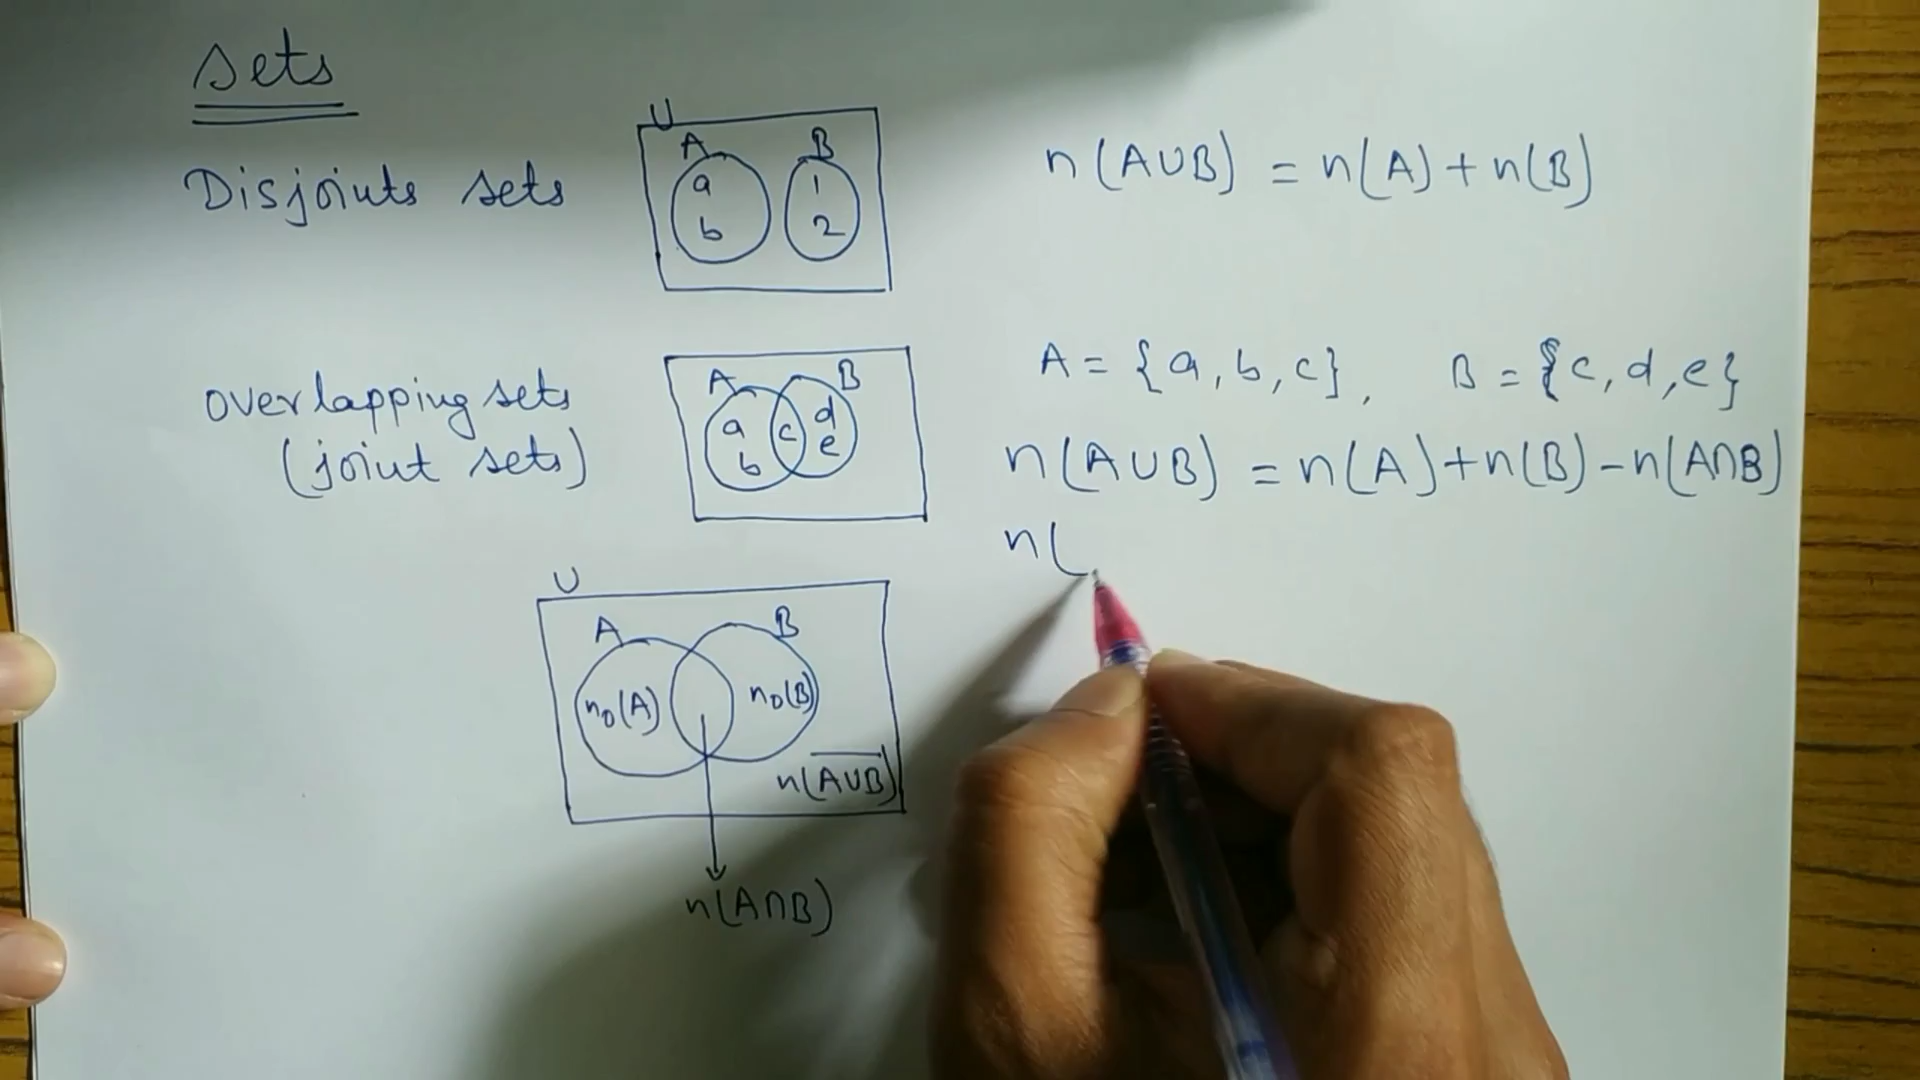 Sets
Disjoints sets
U
A B
a 1
b 2
n(A∪B) = n(A)+n(B)
overlapping sets
(joint sets)
A B
a c d
b e
A = {a, b, c}, B = {c, d, e}
n(A∪B) = n(A)+n(B)-n(A∩B)
n(
U
A B
n₀(A) n₀(B)
n(A∪B)‾
n(A∩B)